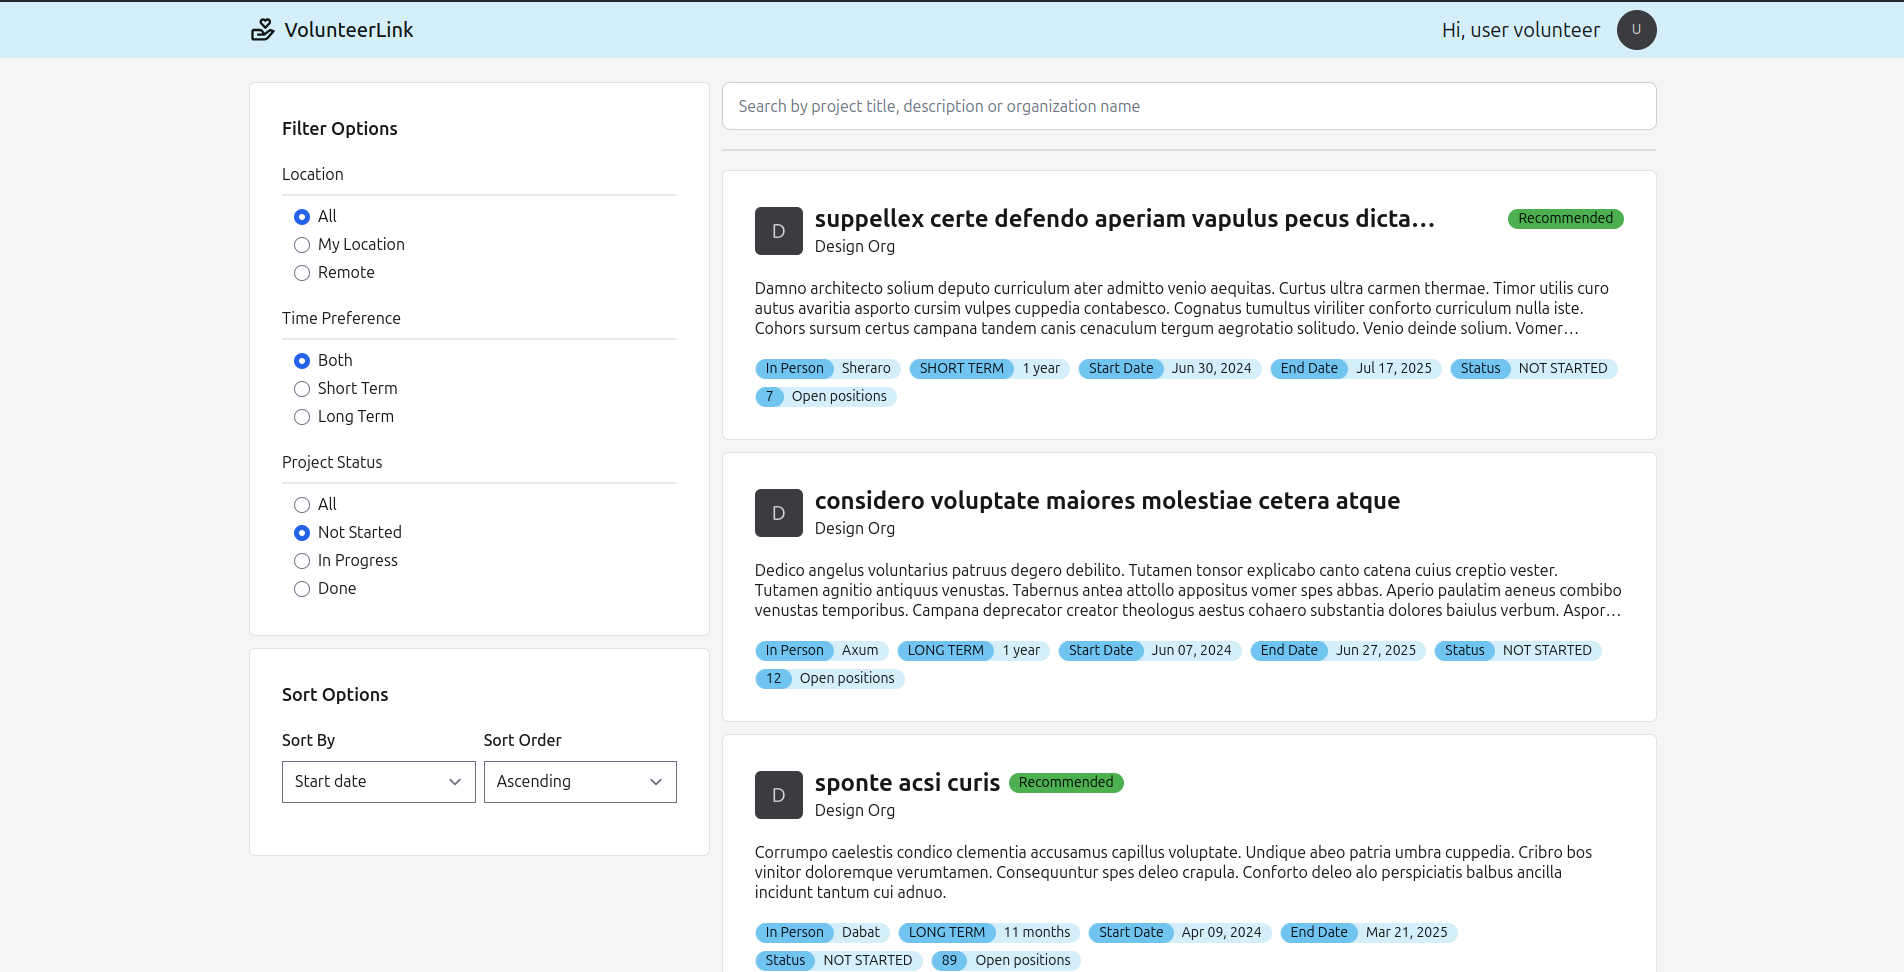 VolunteerLink
Hi, user volunteer
U
Filter Options
Location
All
My Location
Remote
Time Preference
Both
Short Term
Long Term
Project Status
All
Not Started
In Progress
Done
Sort Options
Sort By
Sort Order
Start date
Ascending
Search by project title, description or organization name
D
suppellex certe defendo aperiam vapulus pecus dicta...
Recommended
Design Org
Damno architecto solium deputo curriculum ater admitto venio aequitas. Curtus ultra carmen thermae. Timor utilis curo
autus avaritia asporto cursim vulpes cuppedia contabesco. Cognatus tumultus viriliter conforto curriculum nulla iste.
Cohors sursum certus campana tandem canis cenaculum tergum aegrotatio solitudo. Venio deinde solium. Vomer...
In Person Sheraro SHORT TERM 1 year Start Date Jun 30, 2024 End Date Jul 17, 2025 Status NOT STARTED
7 Open positions
D
considero voluptate maiores molestiae cetera atque
Design Org
Dedico angelus voluntarius patruus degero debilito. Tutamen tonsor explicabo canto catena cuius creptio vester.
Tutamen agnitio antiquus venustas. Tabernus antea attollo appositus vomer spes abbas. Aperio paulatim aeneus combibo
venustas temporibus. Campana deprecator creator theologus aestus cohaero substantia dolores baiulus verbum. Aspor...
In Person Axum LONG TERM 1 year Start Date Jun 07, 2024 End Date Jun 27, 2025 Status NOT STARTED
12 Open positions
D
sponte acsi curis
Recommended
Design Org
Corrumpo caelestis condico clementia accusamus capillus voluptate. Undique abeo patria umbra cuppedia. Cribro bos
vinitor doloremque verumtamen. Consequuntur spes deleo crapula. Conforto deleo alo perspiciatis balbus ancilla
incidunt tantum cui adnuo.
In Person Dabat LONG TERM 11 months Start Date Apr 09, 2024 End Date Mar 21, 2025
Status NOT STARTED 89 Open positions